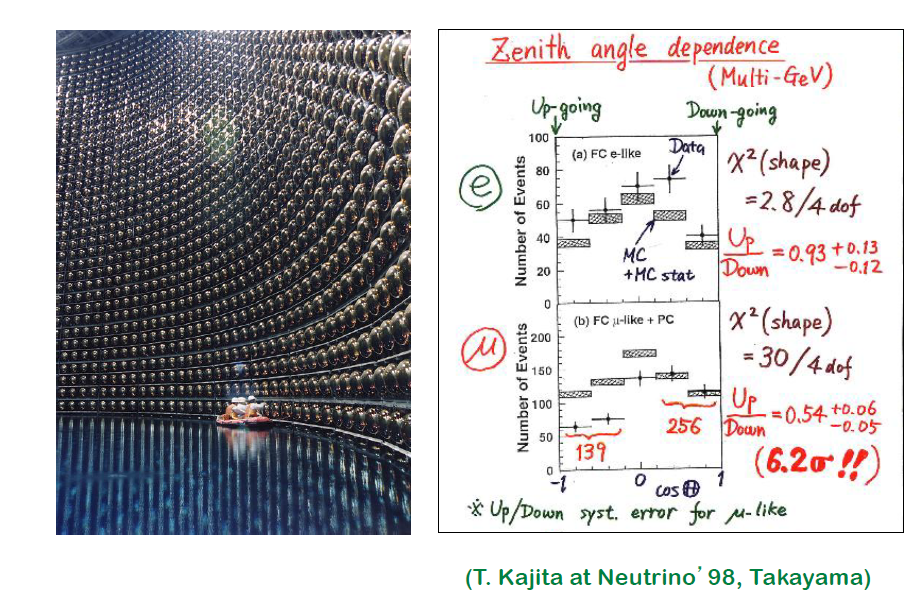 Zenith angle dependence
(Multi-GeV)
Up-going
Down-going
e
100
80
60
40
20
0
Number of Events
(a) FC e-like
Data
MC
+MC stat
χ²(shape)
=2.8/4 dof
Up
Down
=0.93 +0.13
-0.12
μ
200
150
100
50
0
Number of Events
(b) FC μ-like + PC
139
256
-1
0
1
cos Θ
χ²(shape)
= 30/4 dof
Up
Down
=0.54 +0.06
-0.05
(6.2σ !!)
※ Up/Down syst. error for μ-like
(T. Kajita at Neutrino’ 98, Takayama)